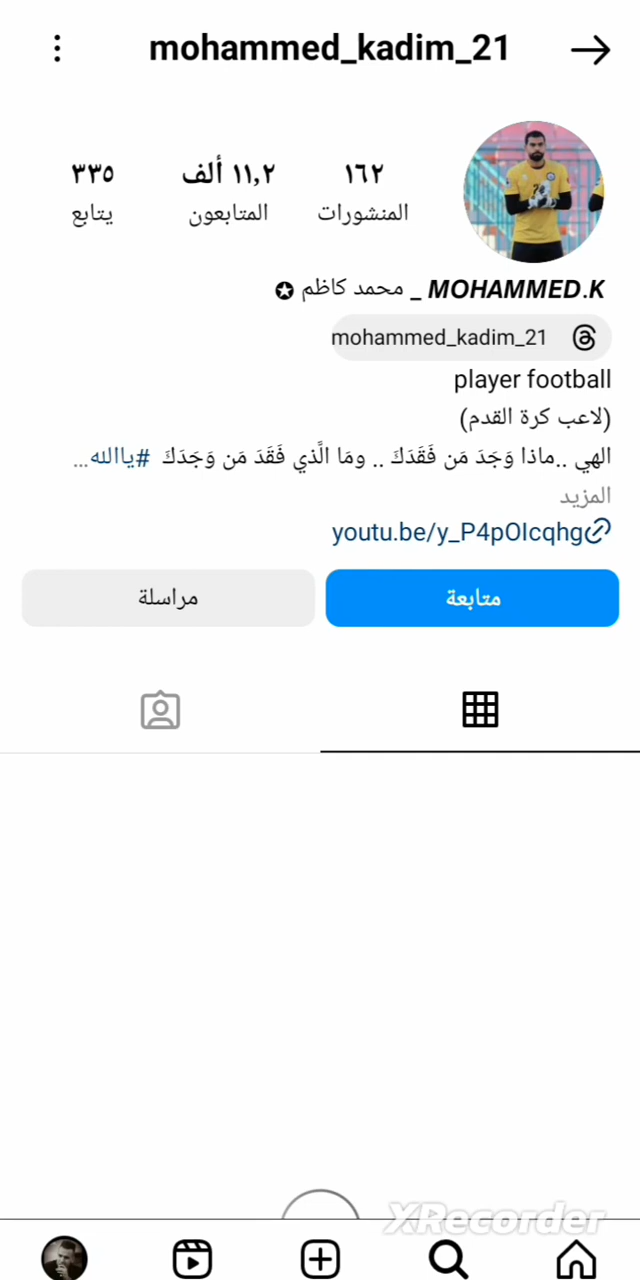 mohammed_kadim_21
١٦٢ ١١,٢ ألف ٣٣٥
المنشورات المتابعون يتابع
MOHAMMED.K _ محمد كاظم ✪
mohammed_kadim_21
player football
(لاعب كرة القدم)
الهي ..ماذا وَجَدَ مَن فَقَدَكَ .. ومَا الَّذي فَقَدَ مَن وَجَدَكَ #ياالله...
المزيد
youtu.be/y_P4pOIcqhg
متابعة مراسلة
XRecorder